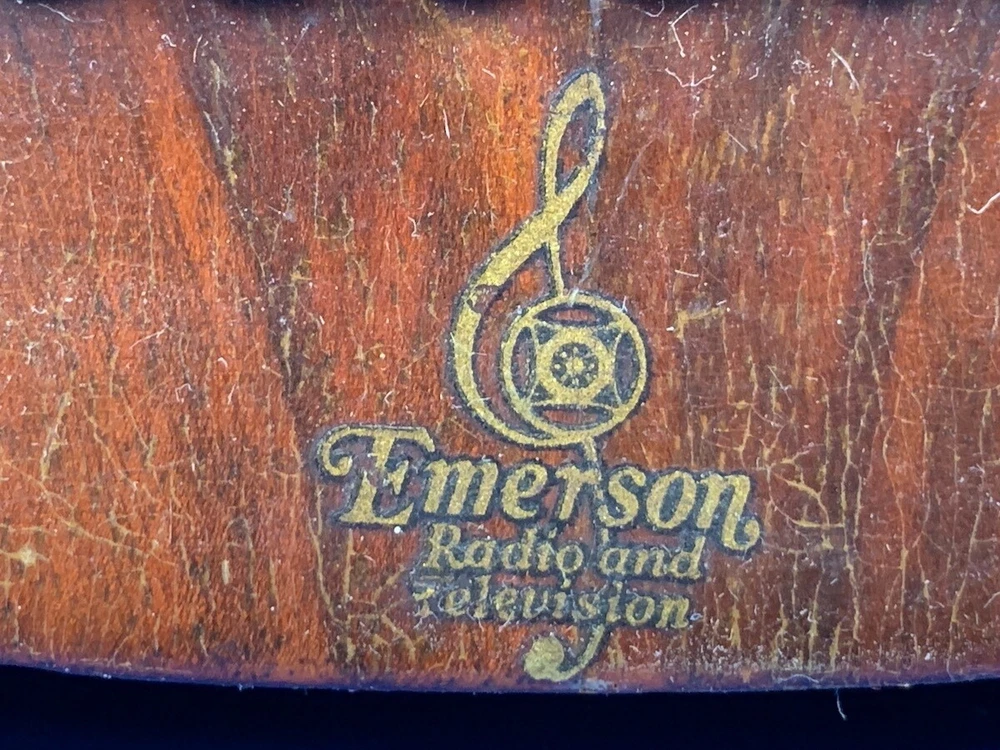 Emerson
Radio and
Television